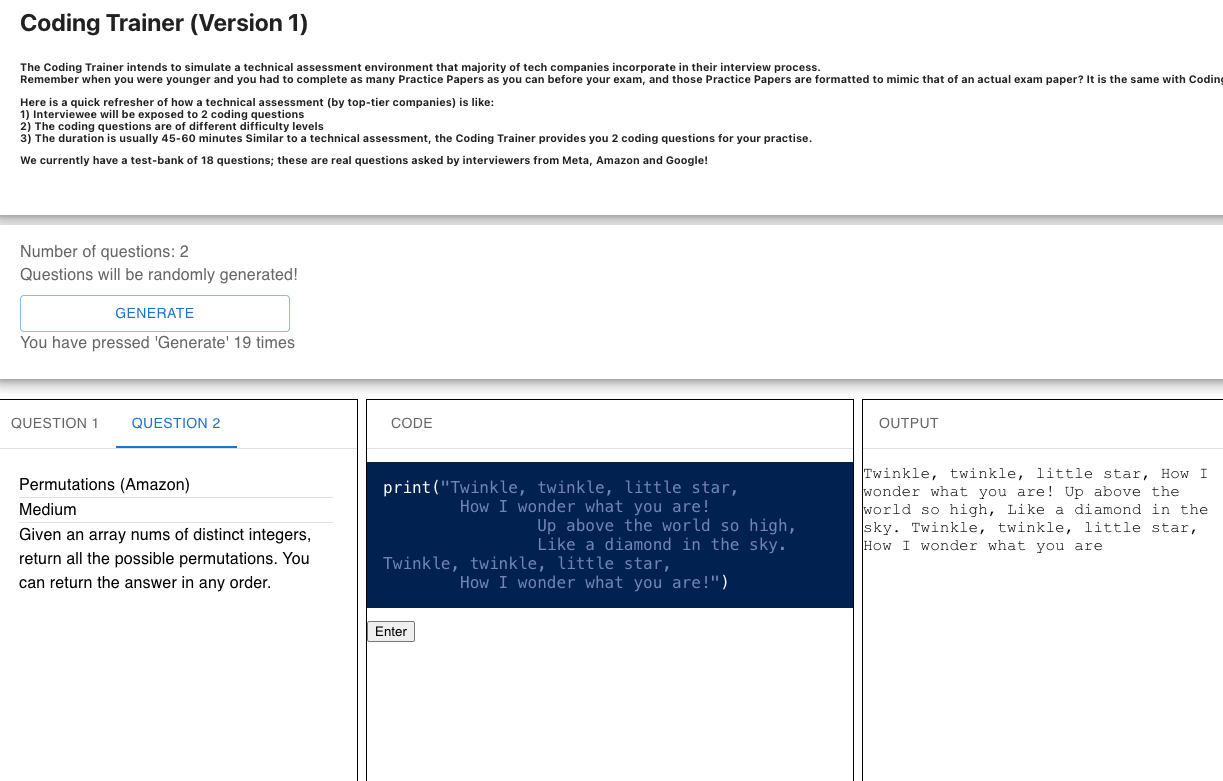 Coding Trainer (Version 1)
The Coding Trainer intends to simulate a technical assessment environment that majority of tech companies incorporate in their interview process.
Remember when you were younger and you had to complete as many Practice Papers as you can before your exam, and those Practice Papers are formatted to mimic that of an actual exam paper? It is the same with Coding
Here is a quick refresher of how a technical assessment (by top-tier companies) is like:
1) Interviewee will be exposed to 2 coding questions
2) The coding questions are of different difficulty levels
3) The duration is usually 45-60 minutes Similar to a technical assessment, the Coding Trainer provides you 2 coding questions for your practise.
We currently have a test-bank of 18 questions; these are real questions asked by interviewers from Meta, Amazon and Google!
Number of questions: 2
Questions will be randomly generated!
GENERATE
You have pressed 'Generate' 19 times
QUESTION 1
QUESTION 2
Permutations (Amazon)
Medium
Given an array nums of distinct integers,
return all the possible permutations. You
can return the answer in any order.
CODE
print("Twinkle, twinkle, little star,
How I wonder what you are!
Up above the world so high,
Like a diamond in the sky.
Twinkle, twinkle, little star,
How I wonder what you are!")
Enter
OUTPUT
Twinkle, twinkle, little star, How I
wonder what you are! Up above the
world so high, Like a diamond in the
sky. Twinkle, twinkle, little star,
How I wonder what you are